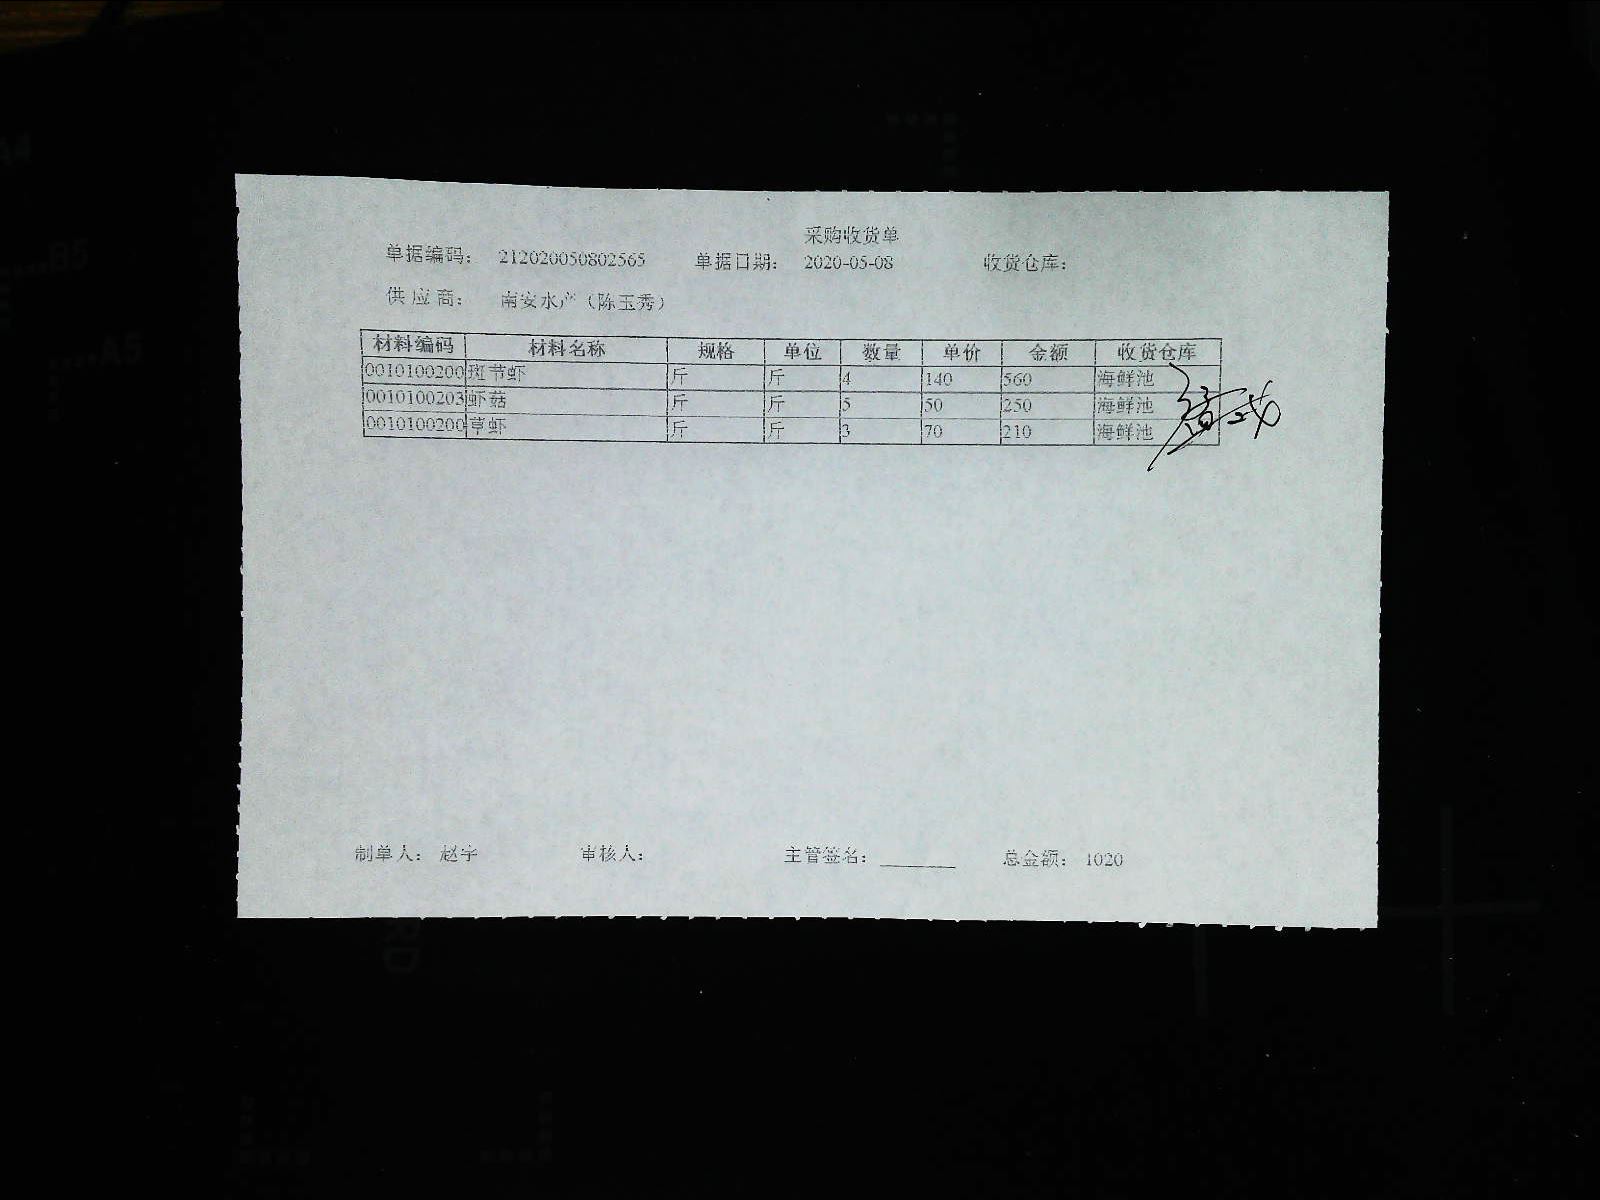 采购收货单
单据编码： 212020050802565 单据日期： 2020-05-08 收货仓库：
供应商： 南安水产（陈玉秀）
材料编码 材料名称 规格 单位 数量 单价 金额 收货仓库
0010100200 斑节虾 斤 斤 4 140 560 海鲜池
0010100203 虾菇 斤 斤 5 50 250 海鲜池
0010100200 草虾 斤 斤 3 70 210 海鲜池
制单人： 赵宇 审核人： 主管签名： 总金额： 1020
A4
B5
A5